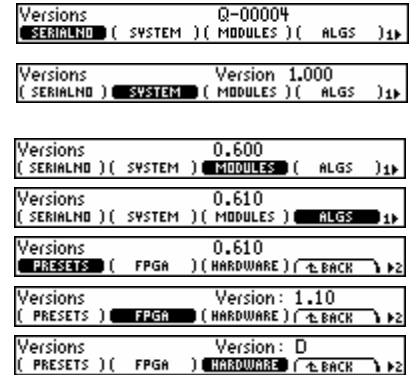 Versions Q-00004
SERIALNO ( SYSTEM )( MODULES )( ALGS )1▶
Versions Version 1.000
( SERIALNO ) SYSTEM ( MODULES )( ALGS )1▶
Versions 0.600
( SERIALNO )( SYSTEM ) MODULES ( ALGS )1▶
Versions 0.610
( SERIALNO )( SYSTEM )( MODULES ) ALGS 1▶
Versions 0.610
PRESETS ( FPGA )( HARDWARE ) BACK ▶2
Versions Version: 1.10
( PRESETS ) FPGA ( HARDWARE ) BACK ▶2
Versions Version: D
( PRESETS )( FPGA ) HARDWARE BACK ▶2